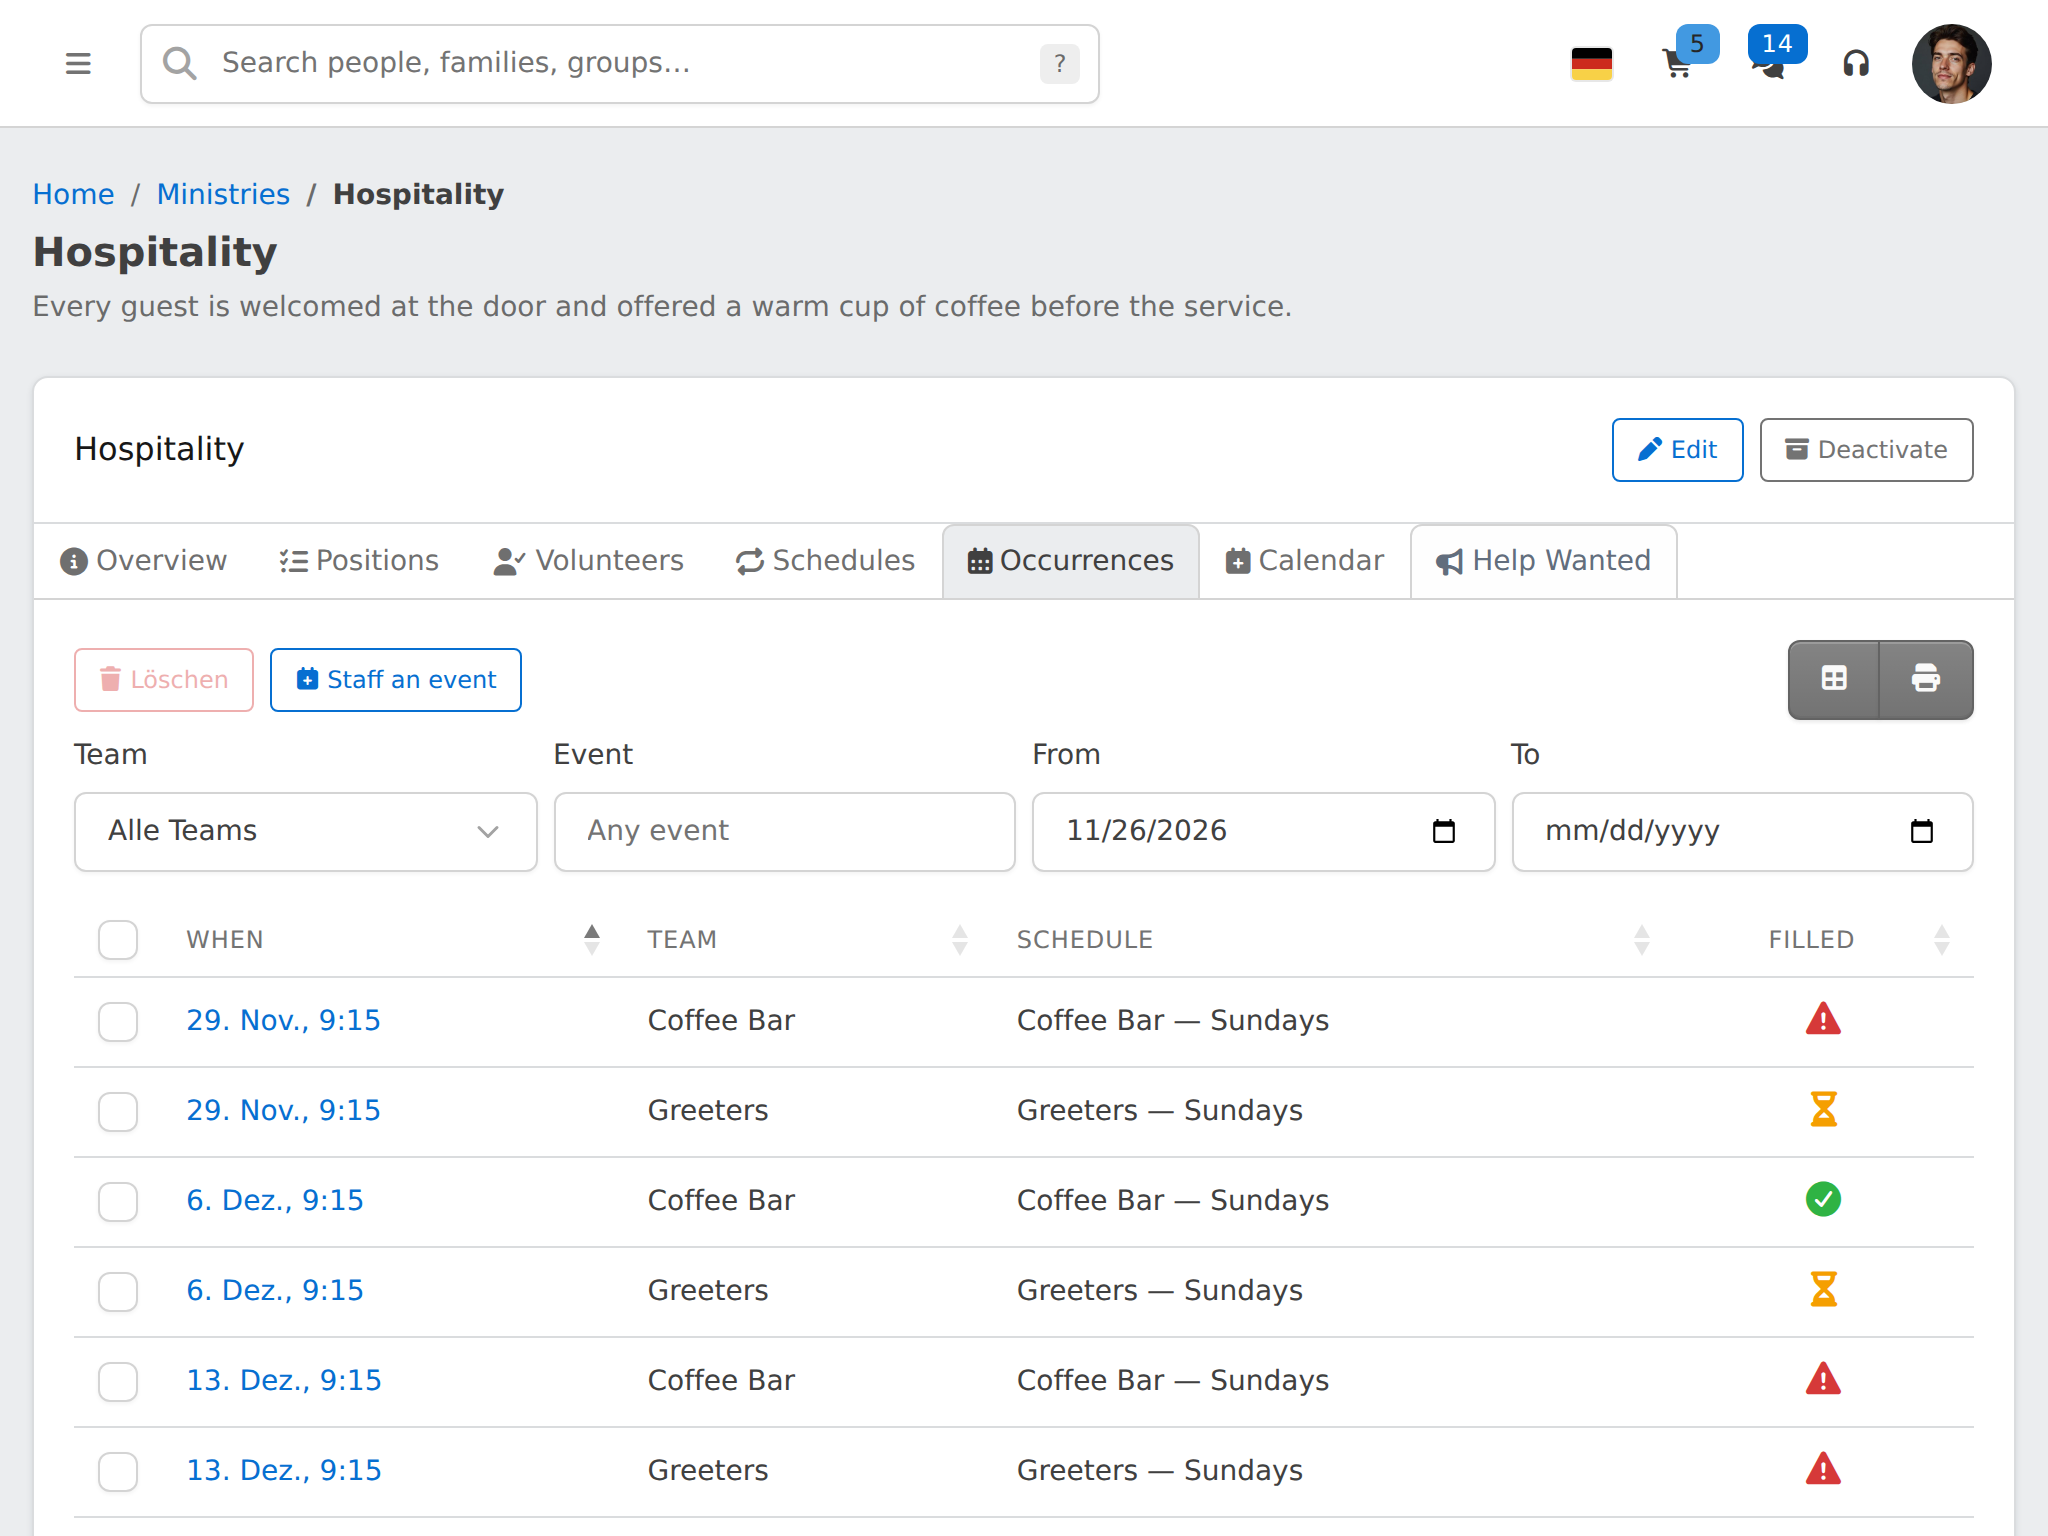 Search people, families, groups... ?
5
14
Home / Ministries / Hospitality
Hospitality
Every guest is welcomed at the door and offered a warm cup of coffee before the service.
Hospitality
Edit
Deactivate
Overview
Positions
Volunteers
Schedules
Occurrences
Calendar
Help Wanted
Löschen
Staff an event
Team
Event
From
To
Alle Teams
Any event
11/26/2026
mm/dd/yyyy
WHEN TEAM SCHEDULE FILLED
29. Nov., 9:15 Coffee Bar Coffee Bar — Sundays
29. Nov., 9:15 Greeters Greeters — Sundays
6. Dez., 9:15 Coffee Bar Coffee Bar — Sundays
6. Dez., 9:15 Greeters Greeters — Sundays
13. Dez., 9:15 Coffee Bar Coffee Bar — Sundays
13. Dez., 9:15 Greeters Greeters — Sundays